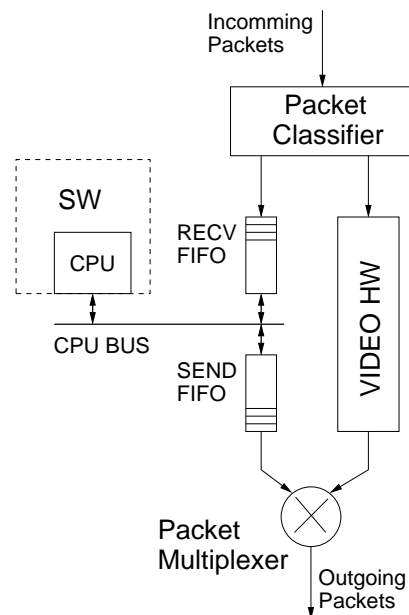 Incomming
Packets
Packet
Classifier
SW
CPU
RECV
FIFO
VIDEO HW
CPU BUS
SEND
FIFO
Packet
Multiplexer
Outgoing
Packets